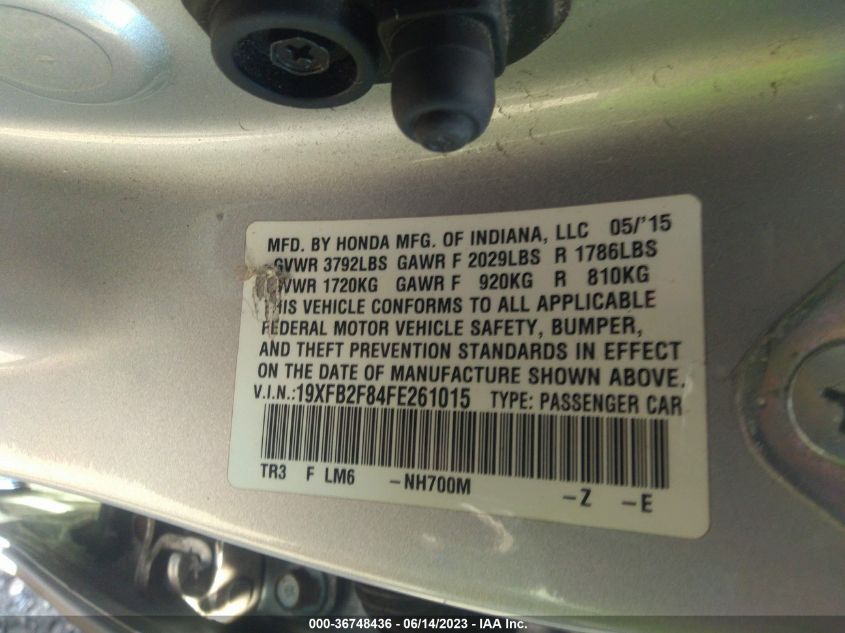 MFD. BY HONDA MFG. OF INDIANA, LLC 05/'15
GVWR 3792LBS GAWR F 2029LBS R 1786LBS
GVWR 1720KG GAWR F 920KG R 810KG
THIS VEHICLE CONFORMS TO ALL APPLICABLE
FEDERAL MOTOR VEHICLE SAFETY, BUMPER,
AND THEFT PREVENTION STANDARDS IN EFFECT
ON THE DATE OF MANUFACTURE SHOWN ABOVE.
V.I.N.:19XFB2F84FE261015 TYPE: PASSENGER CAR
TR3 F LM6 -NH700M -Z -E
000-36748436 - 06/14/2023 - IAA Inc.